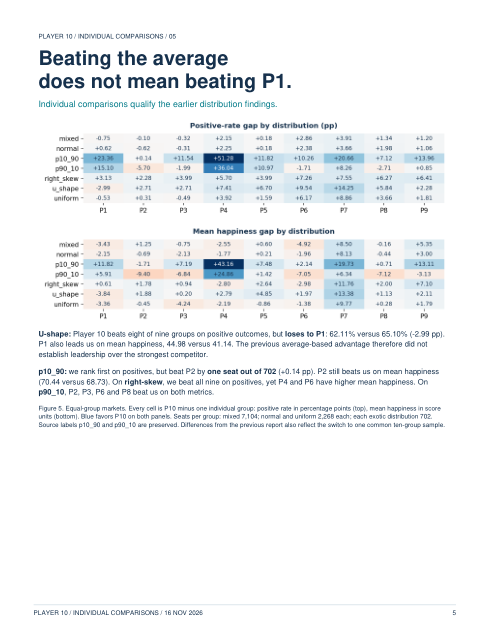 PLAYER 10 / INDIVIDUAL COMPARISONS / 05
Beating the average
does not mean beating P1.
Individual comparisons qualify the earlier distribution findings.
Positive-rate gap by distribution (pp)
mixed -0.75 -0.10 -0.32 +2.15 +0.18 +2.86 +3.91 +1.34 +1.20
normal +0.62 -0.62 -0.31 +2.25 +0.18 +2.38 +3.66 +1.98 +1.06
p10_90 +23.36 +0.14 +11.54 +51.28 +11.82 +10.26 +20.66 +7.12 +13.96
p90_10 +15.10 -5.70 -1.99 +36.04 +10.97 -1.71 +8.26 -2.71 +0.85
right_skew +3.13 +2.28 +3.99 +5.70 +3.99 +7.26 +7.55 +6.27 +6.41
u_shape -2.99 +2.71 +2.71 +7.41 +6.70 +9.54 +14.25 +5.84 +2.28
uniform -0.53 +0.31 -0.49 +3.92 +1.59 +6.17 +8.86 +3.66 +1.81
P1 P2 P3 P4 P5 P6 P7 P8 P9
Mean happiness gap by distribution
mixed -3.43 +1.25 -0.75 -2.55 +0.60 -4.92 +8.50 -0.16 +5.35
normal -2.15 -0.69 -2.13 -1.77 +0.21 -1.96 +8.13 -0.44 +3.00
p10_90 +11.82 -1.71 +7.19 +43.16 +7.48 +2.14 +19.73 +0.71 +13.11
p90_10 +5.91 -9.40 -6.84 +24.86 +1.42 -7.05 +6.34 -7.12 -3.13
right_skew +0.61 +1.78 +0.94 -2.80 +2.64 -2.98 +11.78 +2.00 +7.10
u_shape -3.84 +1.88 +0.20 +2.79 +4.85 +1.97 +13.38 +1.13 +2.11
uniform -3.36 -0.45 -4.24 -2.19 -0.86 -1.38 +9.77 +0.28 +1.79
P1 P2 P3 P4 P5 P6 P7 P8 P9
U-shape: Player 10 beats eight of nine groups on positive outcomes, but loses to P1: 62.11% versus 65.10% (-2.99 pp).
P1 also leads us on mean happiness, 44.98 versus 41.14. The previous average-based advantage therefore did not
establish leadership over the strongest competitor.
p10_90: we rank first on positives, but beat P2 by one seat out of 702 (+0.14 pp). P2 still beats us on mean happiness
(70.44 versus 68.73). On right-skew, we beat all nine on positives, yet P4 and P6 have higher mean happiness. On
p90_10, P2, P3, P6 and P8 beat us on both metrics.
Figure 5. Equal-group markets. Every cell is P10 minus one individual group: positive rate in percentage points (top), mean happiness in score
units (bottom). Blue favors P10 on both panels. Seats per group: mixed 7,104; normal and uniform 2,268 each; each exotic distribution 702.
Source labels p10_90 and p90_10 are preserved. Differences from the previous report also reflect the switch to one common ten-group sample.
PLAYER 10 / INDIVIDUAL COMPARISONS / 16 NOV 2026
5